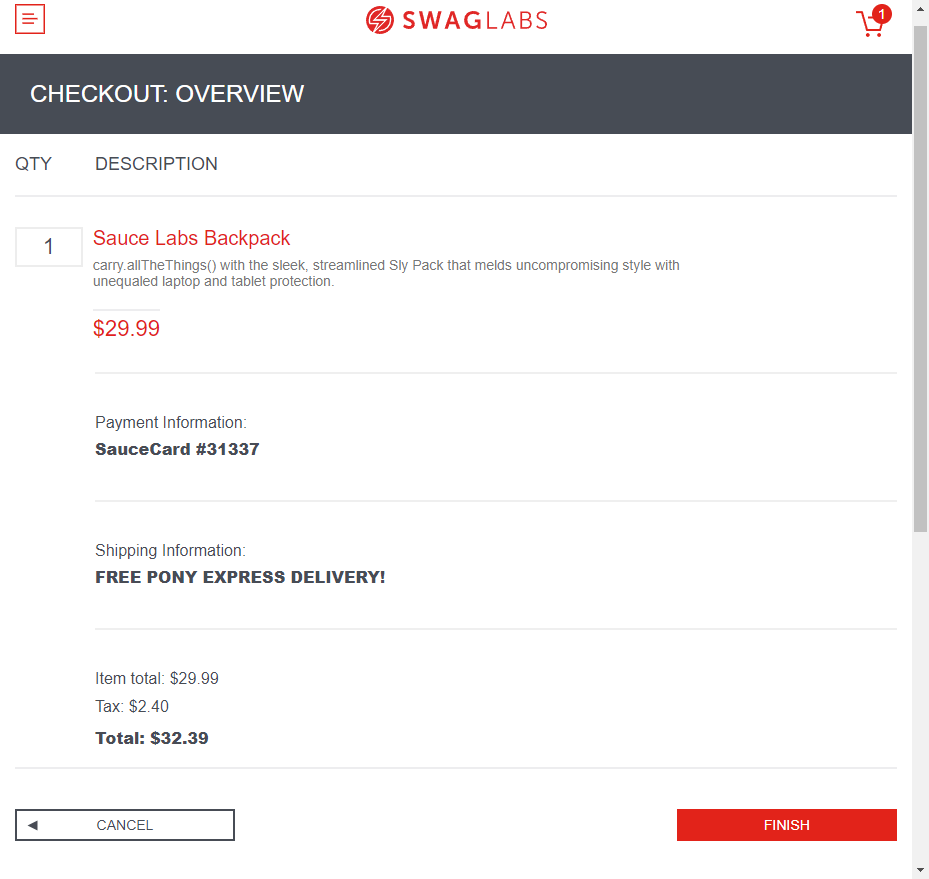 SWAGLABS
1
CHECKOUT: OVERVIEW
QTY DESCRIPTION
1
Sauce Labs Backpack
carry.allTheThings() with the sleek, streamlined Sly Pack that melds uncompromising style with
unequaled laptop and tablet protection.
$29.99
Payment Information:
SauceCard #31337
Shipping Information:
FREE PONY EXPRESS DELIVERY!
Item total: $29.99
Tax: $2.40
Total: $32.39
CANCEL FINISH